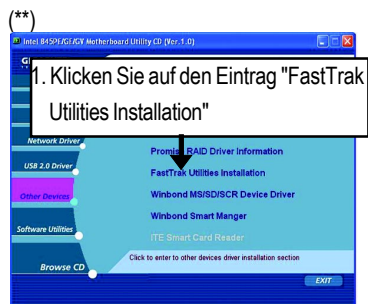 (**)
Intel 845PE/GE/GV Motherboard Utility CD (Ver.1.0)
1. Klicken Sie auf den Eintrag "FastTrak
Utilities Installation"
Network Driver
Promise RAID Driver Information
USB 2.0 Driver
FastTrak Utilities Installation
Other Devices
Winbond MS/SD/SCR Device Driver
Winbond Smart Manger
Software Utilities
ITE Smart Card Reader
Browse CD
Click to enter to other devices driver installation section
EXIT